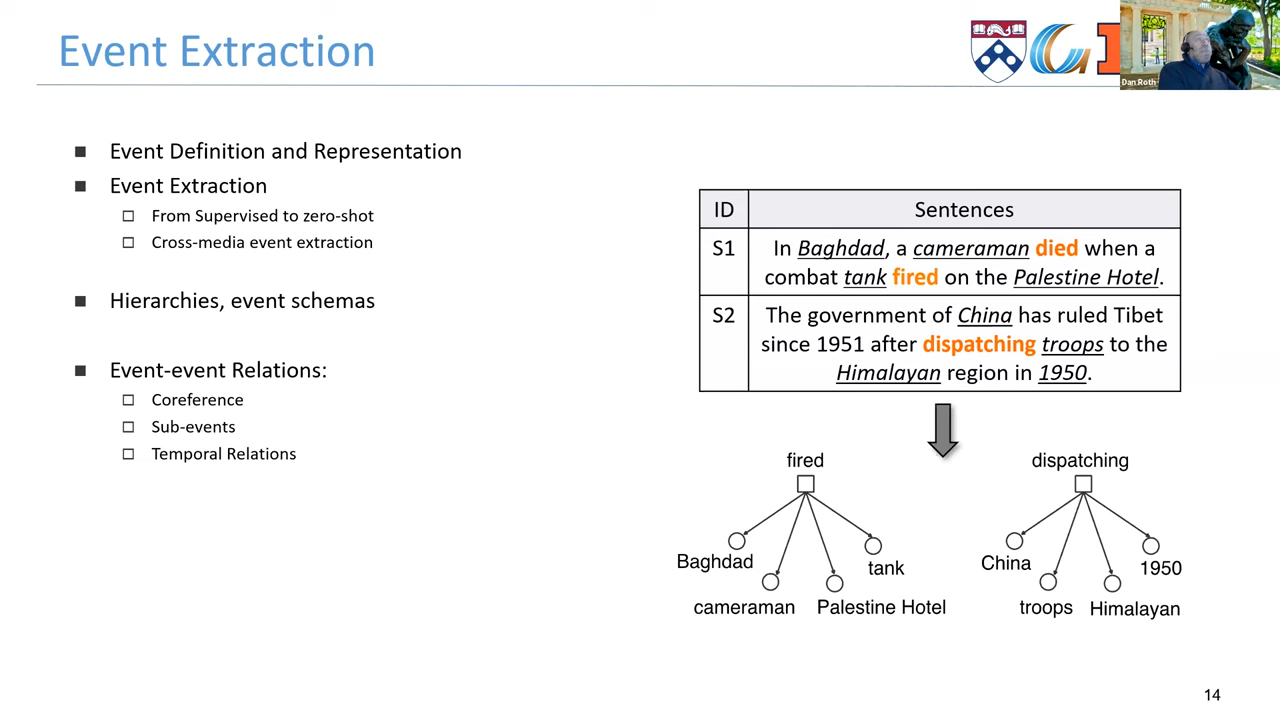 Event Extraction
Dan Roth
Event Definition and Representation
Event Extraction
From Supervised to zero-shot
Cross-media event extraction
Hierarchies, event schemas
Event-event Relations:
Coreference
Sub-events
Temporal Relations
ID Sentences
S1 In Baghdad, a cameraman died when a
combat tank fired on the Palestine Hotel.
S2 The government of China has ruled Tibet
since 1951 after dispatching troops to the
Himalayan region in 1950.
fired
Baghdad
cameraman
Palestine Hotel
tank
dispatching
China
troops
Himalayan
1950
14